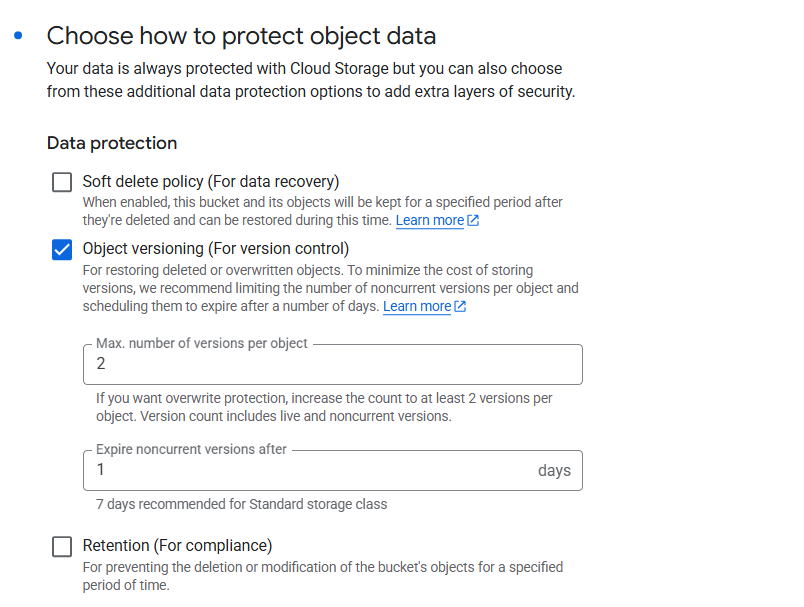 Choose how to protect object data
Your data is always protected with Cloud Storage but you can also choose
from these additional data protection options to add extra layers of security.
Data protection
Soft delete policy (For data recovery)
When enabled, this bucket and its objects will be kept for a specified period after
they're deleted and can be restored during this time. Learn more
Object versioning (For version control)
For restoring deleted or overwritten objects. To minimize the cost of storing
versions, we recommend limiting the number of noncurrent versions per object and
scheduling them to expire after a number of days. Learn more
Max. number of versions per object
2
If you want overwrite protection, increase the count to at least 2 versions per
object. Version count includes live and noncurrent versions.
Expire noncurrent versions after
1 days
7 days recommended for Standard storage class
Retention (For compliance)
For preventing the deletion or modification of the bucket's objects for a specified
period of time.